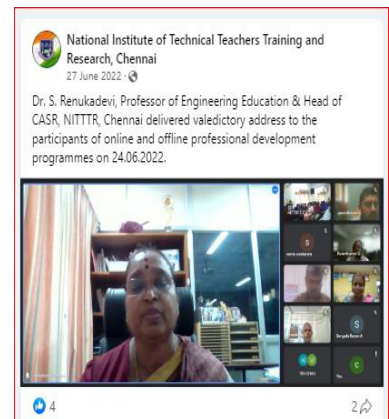 National Institute of Technical Teachers Training and
Research, Chennai
27 June 2022 ·
Dr. S. Renukadevi, Professor of Engineering Education & Head of
CASR, NITTTR, Chennai delivered valedictory address to the
participants of online and offline professional development
programmes on 24.06.2022.
S
S
C
You
4
2